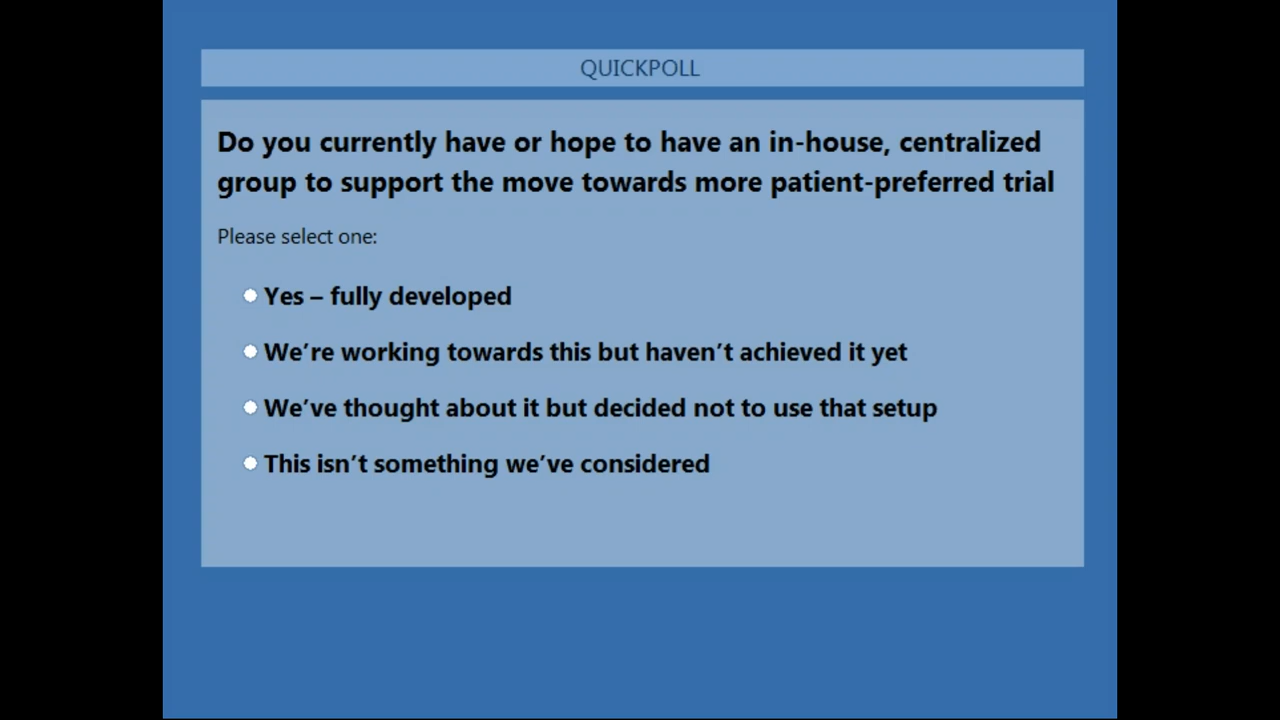 QUICKPOLL
Do you currently have or hope to have an in-house, centralized
group to support the move towards more patient-preferred trial
Please select one:
Yes – fully developed
We’re working towards this but haven’t achieved it yet
We’ve thought about it but decided not to use that setup
This isn’t something we’ve considered